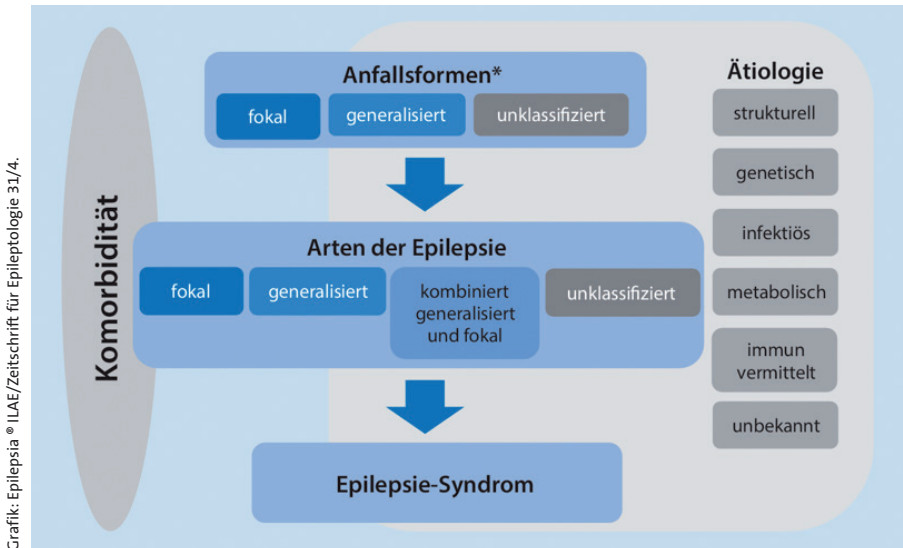 Anfallsformen*
fokal
generalisiert
unklassifiziert
Arten der Epilepsie
fokal
generalisiert
kombiniert
generalisiert
und fokal
unklassifiziert
Epilepsie-Syndrom
Ätiologie
strukturell
genetisch
infektiös
metabolisch
immun
vermittelt
unbekannt
Komorbidität
Grafik: Epilepsia ® ILAE/Zeitschrift für Epileptologie 31/4.